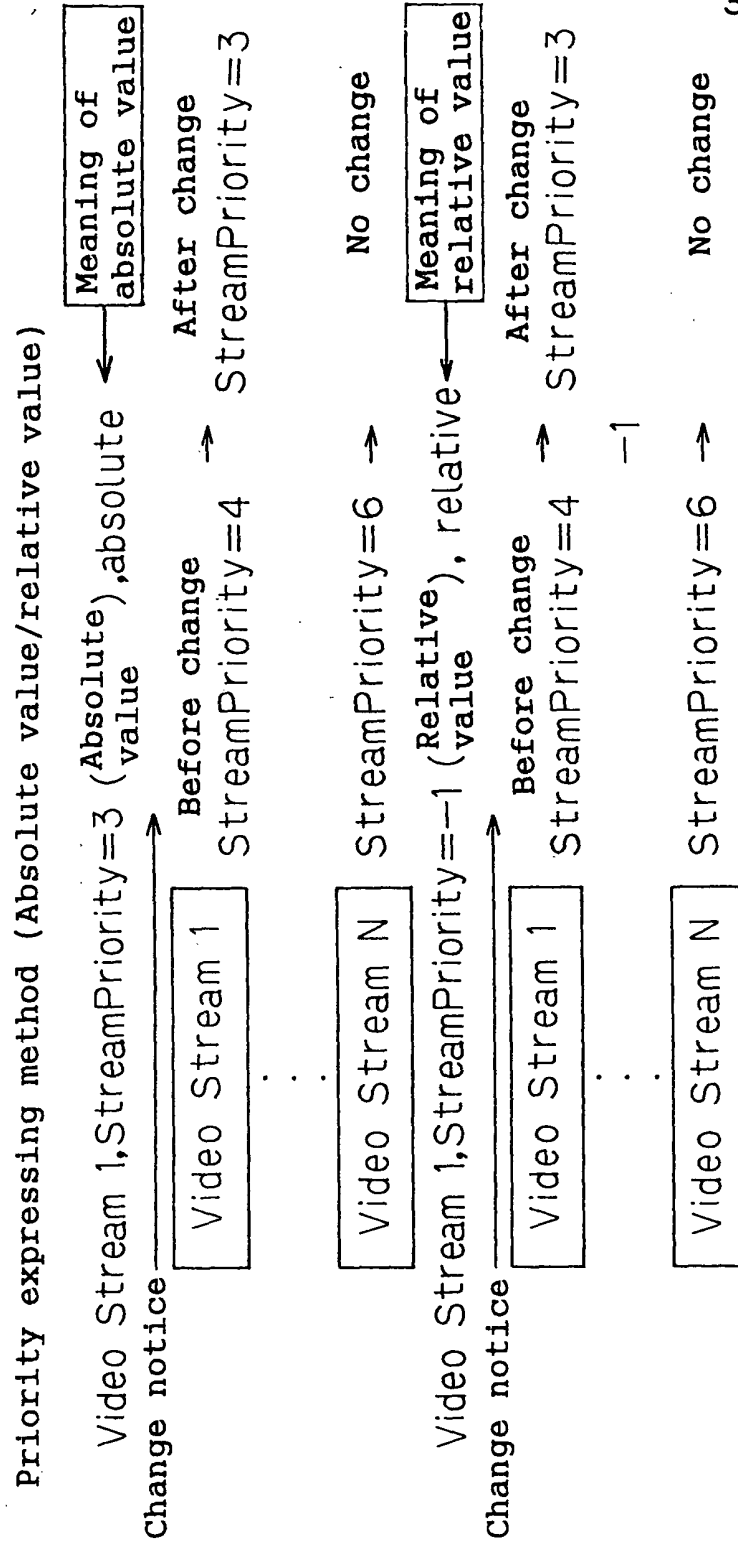 Priority expressing method (Absolute value/relative value)
Video Stream 1,StreamPriority=3 (Absolute value),absolute
Meaning of
absolute value
Change notice
Before change
After change
Video Stream 1
StreamPriority=4 → StreamPriority=3
. . .
Video Stream N
StreamPriority=6 → No change
Video Stream 1,StreamPriority=-1 (Relative value), relative
Meaning of
relative value
Change notice
Before change
After change
Video Stream 1
StreamPriority=4 → StreamPriority=3
-1
. . .
Video Stream N
StreamPriority=6 → No change